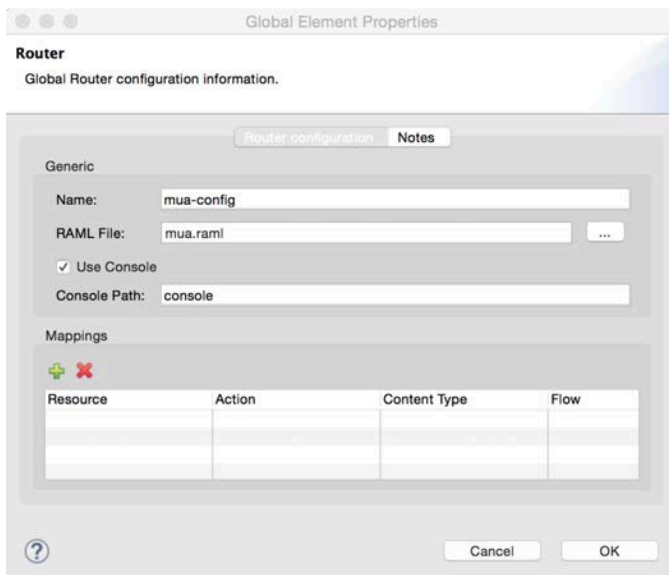 Global Element Properties
Router
Global Router configuration information.
Router configuration Notes
Generic
Name: mua-config
RAML File: mua.raml ...
Use Console
Console Path: console
Mappings
Resource Action Content Type Flow
? Cancel OK